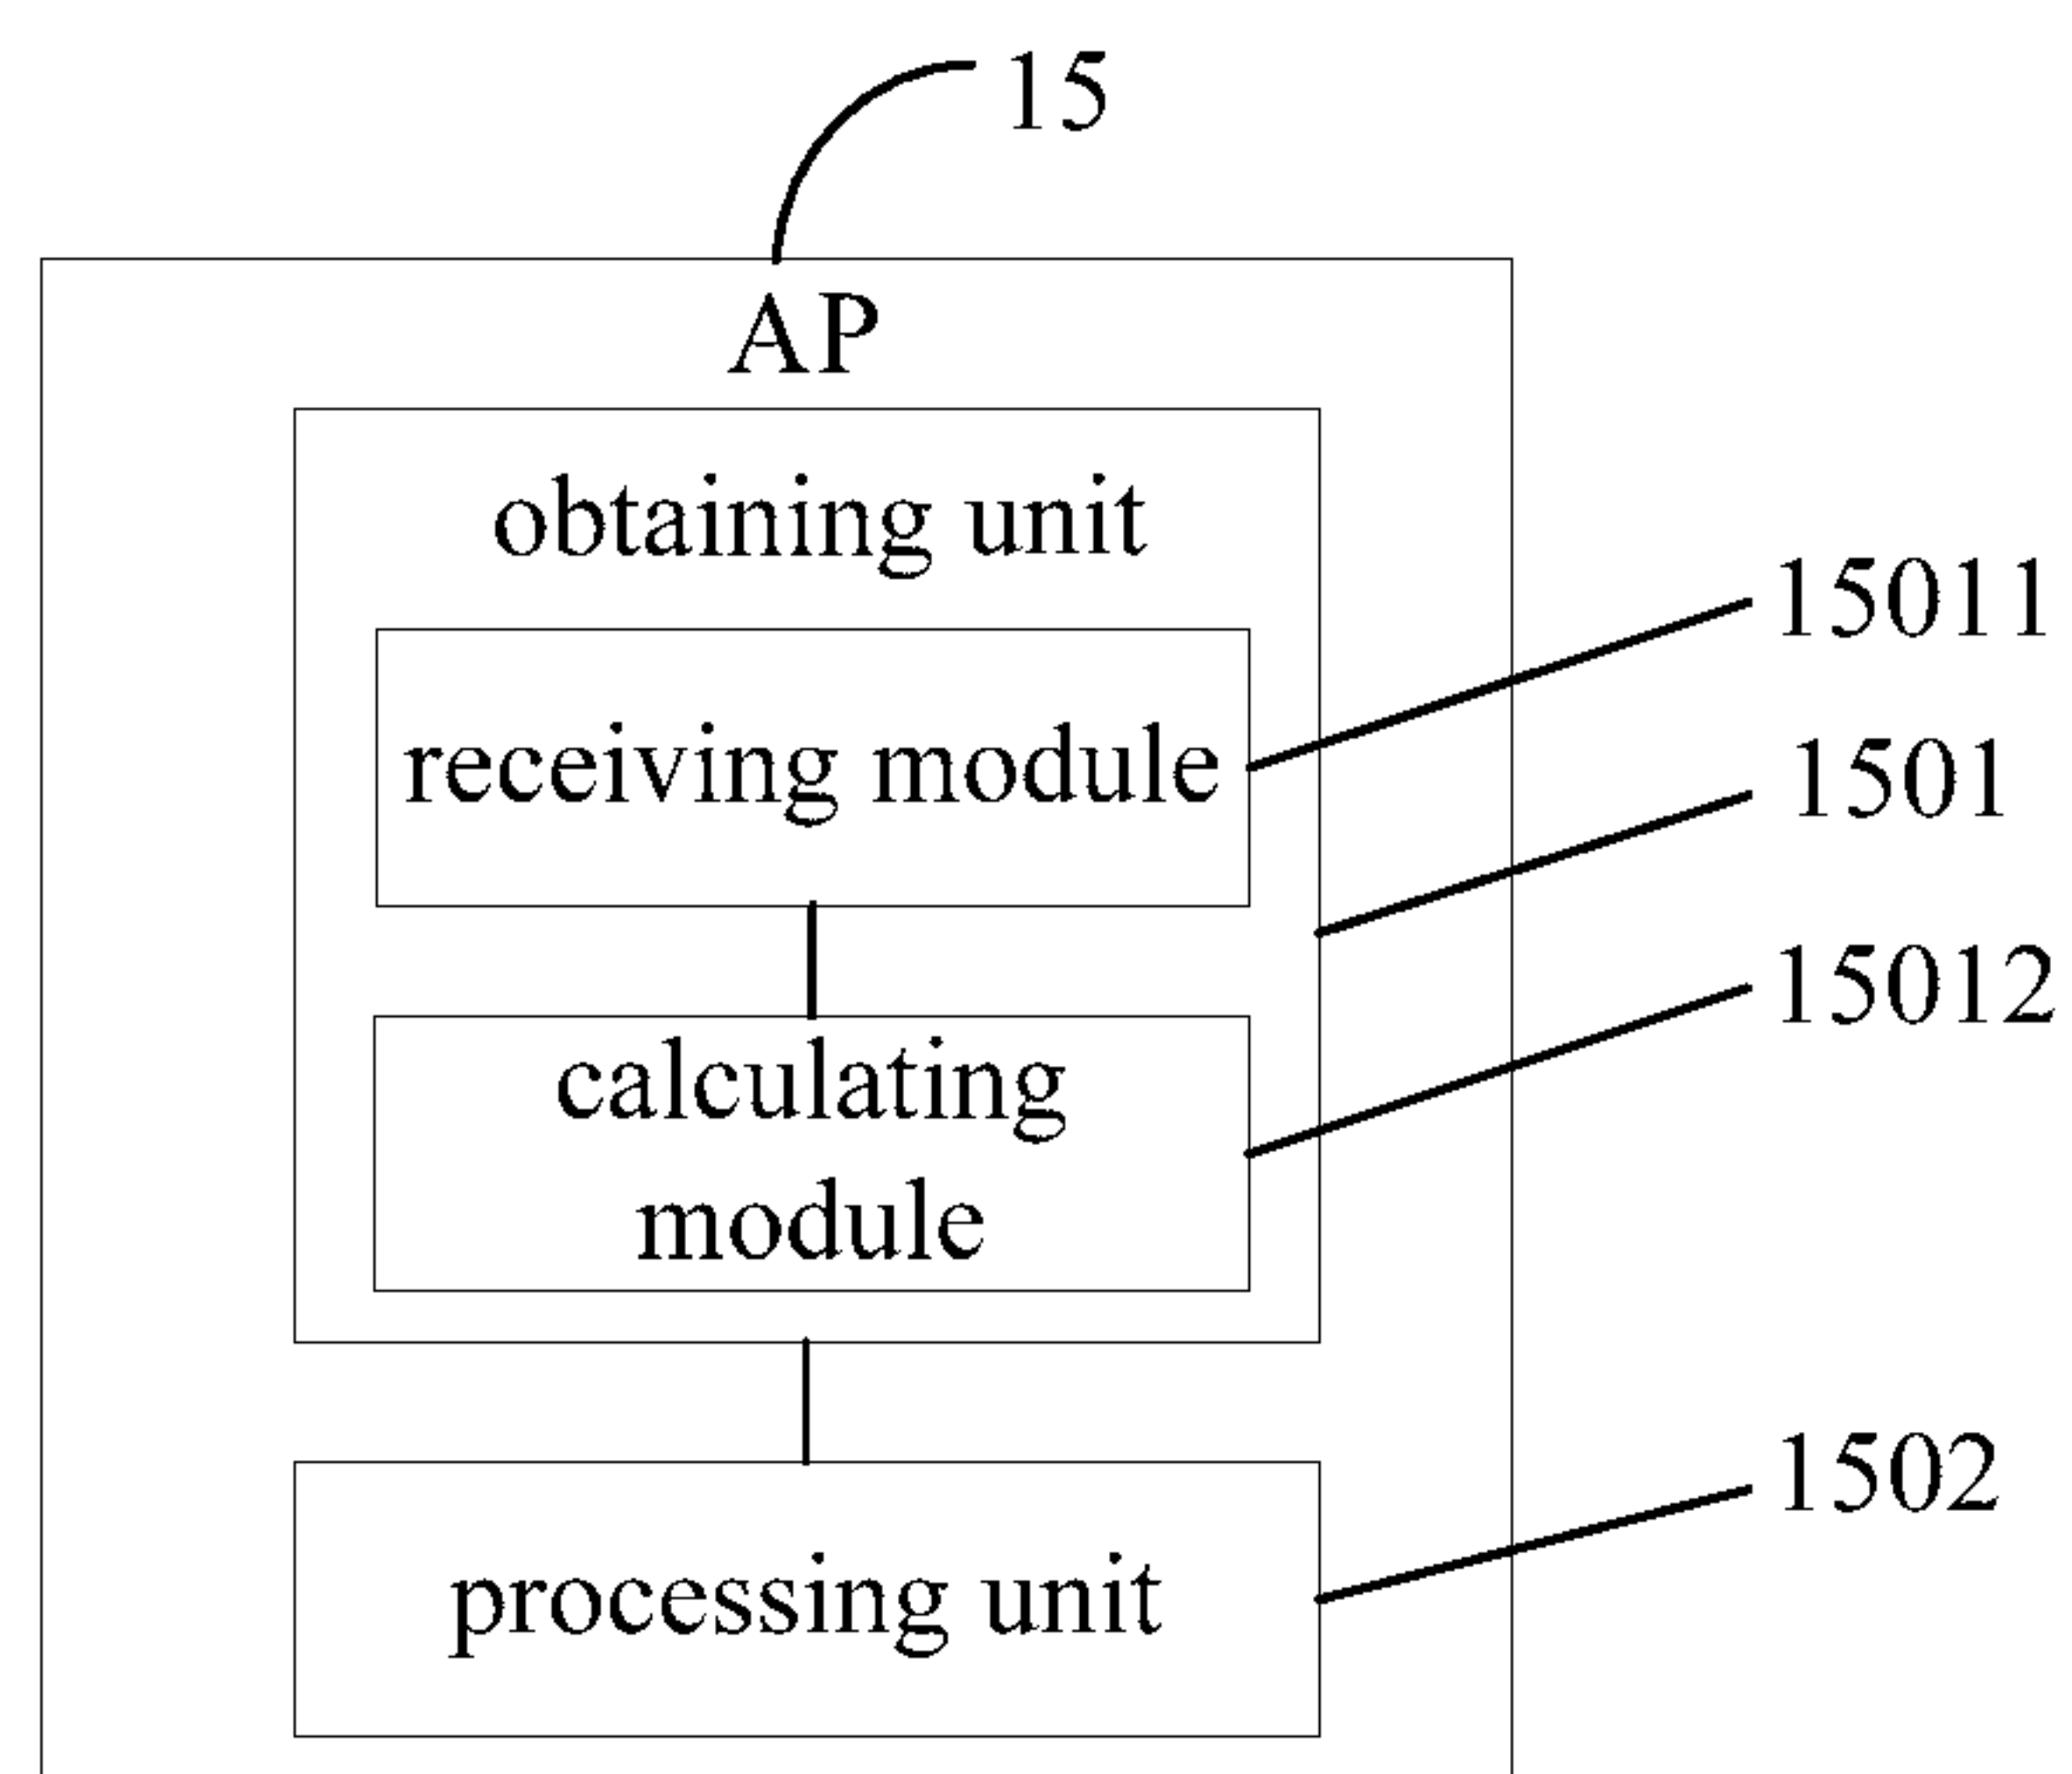 15
AP
obtaining unit
15011
receiving module
1501
15012
calculating
module
1502
processing unit